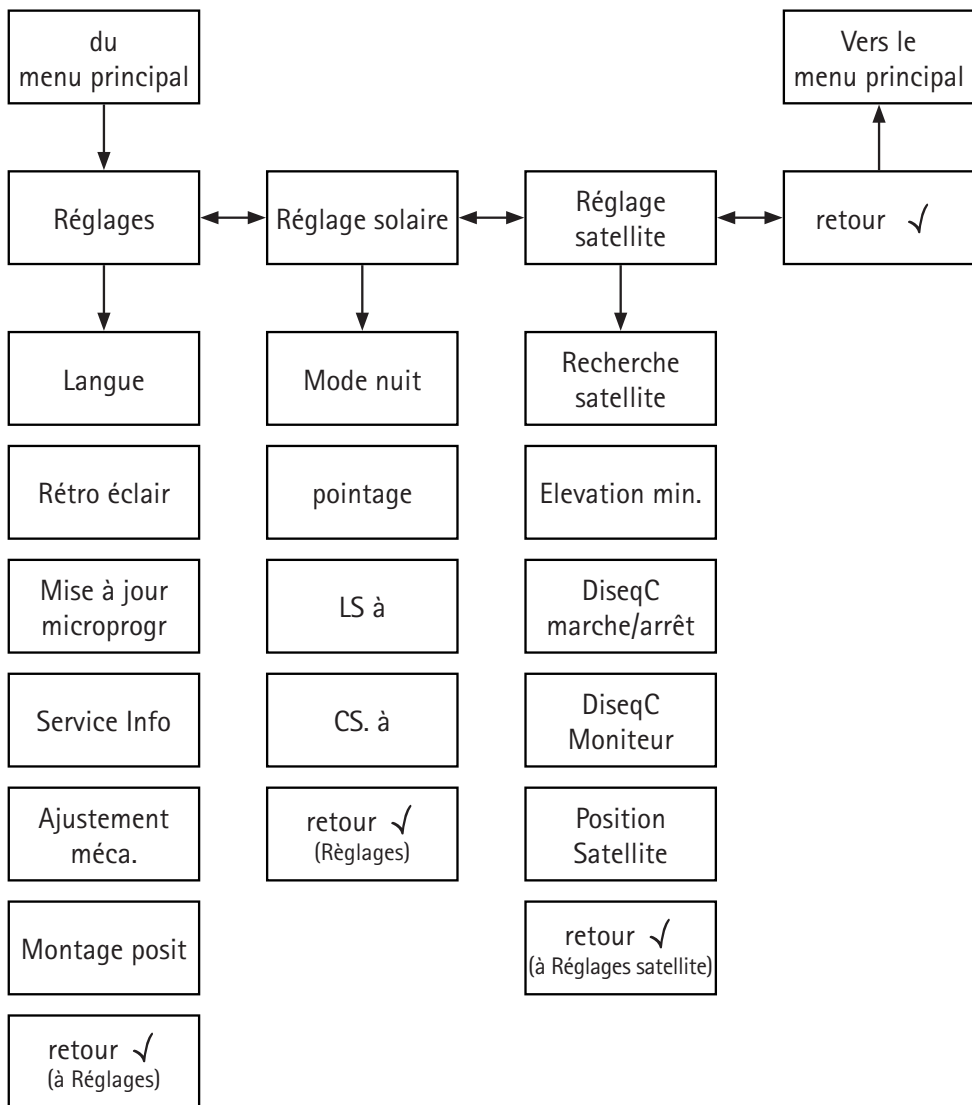 du
menu principal
Vers le
menu principal
Réglages
Réglage solaire
Réglage
satellite
retour √
Langue
Rétro éclair
Mise à jour
microprogr
Service Info
Ajustement
méca.
Montage posit
retour √
(à Réglages)
Mode nuit
pointage
LS à
CS. à
retour √
(Règlages)
Recherche
satellite
Elevation min.
DiseqC
marche/arrêt
DiseqC
Moniteur
Position
Satellite
retour √
(à Réglages satellite)